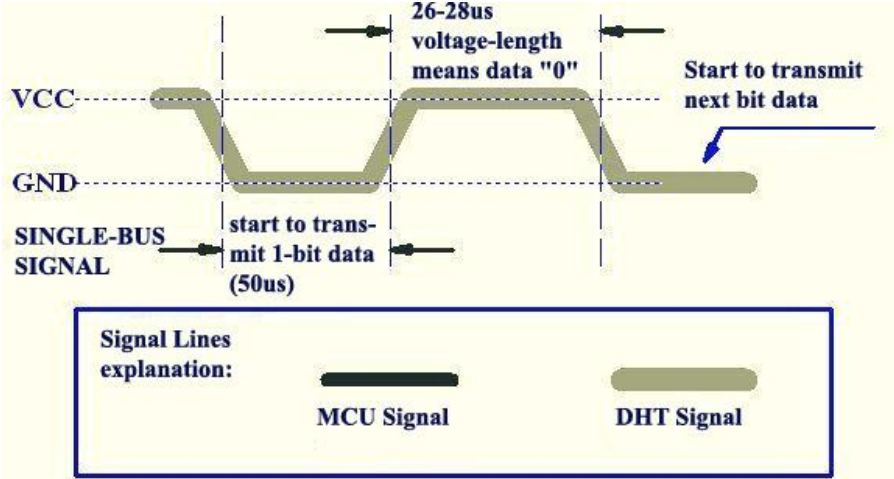 26-28us
voltage-length
means data "0"
Start to transmit
next bit data
VCC
GND
SINGLE-BUS
SIGNAL
start to trans-
mit 1-bit data
(50us)
Signal Lines
explanation:
MCU Signal
DHT Signal